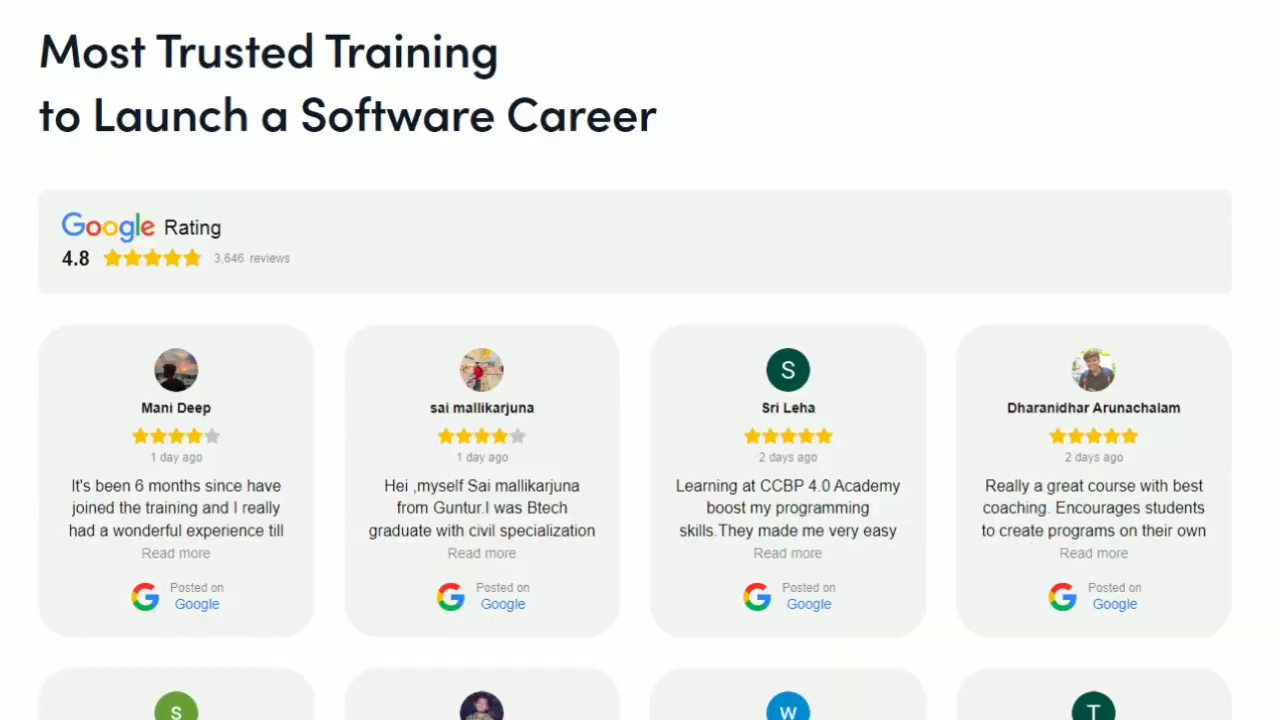 Most Trusted Training
to Launch a Software Career
Google Rating
4.8 3,646 reviews
Mani Deep
1 day ago
It's been 6 months since have
joined the training and I really
had a wonderful experience till
Read more
Posted on
Google
sai mallikarjuna
1 day ago
Hei ,myself Sai mallikarjuna
from Guntur.I was Btech
graduate with civil specialization
Read more
Posted on
Google
S
Sri Leha
2 days ago
Learning at CCBP 4.0 Academy
boost my programming
skills.They made me very easy
Read more
Posted on
Google
Dharanidhar Arunachalam
2 days ago
Really a great course with best
coaching. Encourages students
to create programs on their own
Read more
Posted on
Google
S
W
T